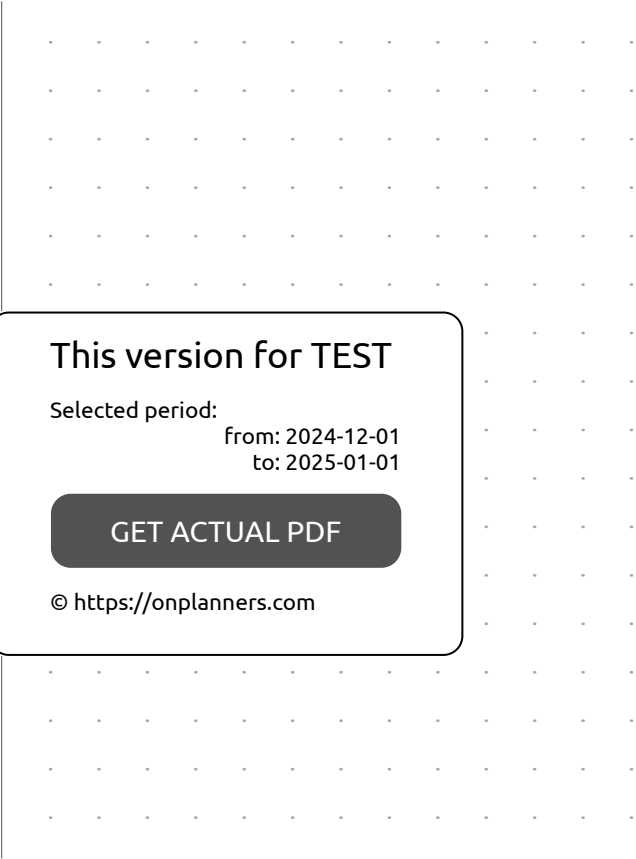 This version for TEST
Selected period:
from: 2024-12-01
to: 2025-01-01
GET ACTUAL PDF
© https://onplanners.com